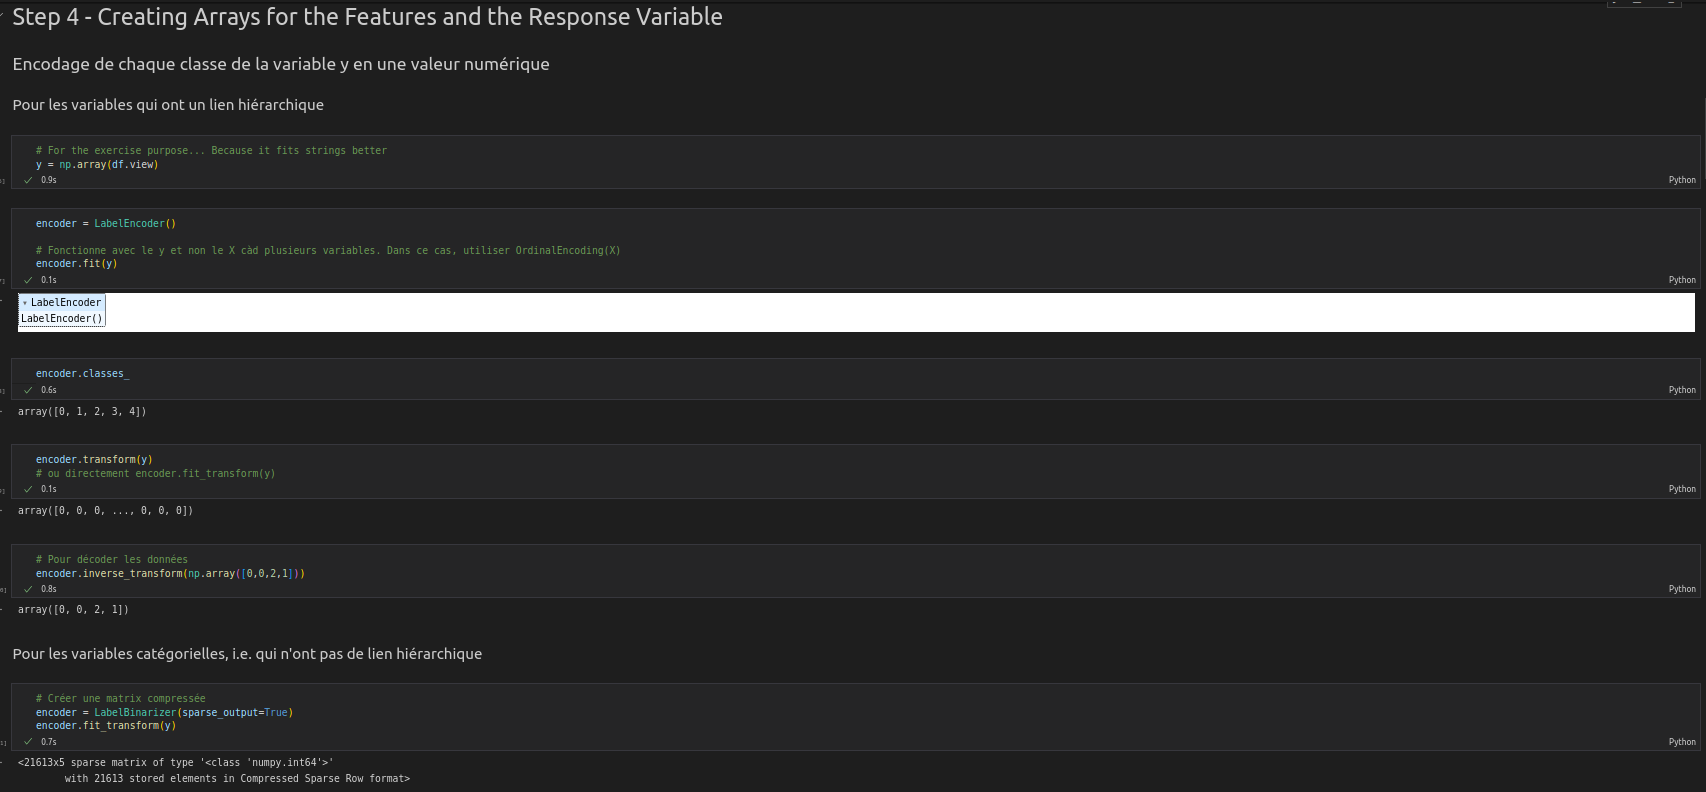 Step 4 - Creating Arrays for the Features and the Response Variable
Encodage de chaque classe de la variable y en une valeur numérique
Pour les variables qui ont un lien hiérarchique
# For the exercise purpose... Because it fits strings better
y = np.array(df.view)
0.9s
Python
encoder = LabelEncoder()
# Fonctionne avec le y et non le X càd plusieurs variables. Dans ce cas, utiliser OrdinalEncoding(X)
encoder.fit(y)
0.1s
Python
LabelEncoder
LabelEncoder()
encoder.classes_
0.6s
Python
array([0, 1, 2, 3, 4])
encoder.transform(y)
# ou directement encoder.fit_transform(y)
0.1s
Python
array([0, 0, 0, ..., 0, 0, 0])
# Pour décoder les données
encoder.inverse_transform(np.array([0,0,2,1]))
0.8s
Python
array([0, 0, 2, 1])
Pour les variables catégorielles, i.e. qui n'ont pas de lien hiérarchique
# Créer une matrix compressée
encoder = LabelBinarizer(sparse_output=True)
encoder.fit_transform(y)
0.7s
Python
<21613x5 sparse matrix of type '<class 'numpy.int64'>'
with 21613 stored elements in Compressed Sparse Row format>